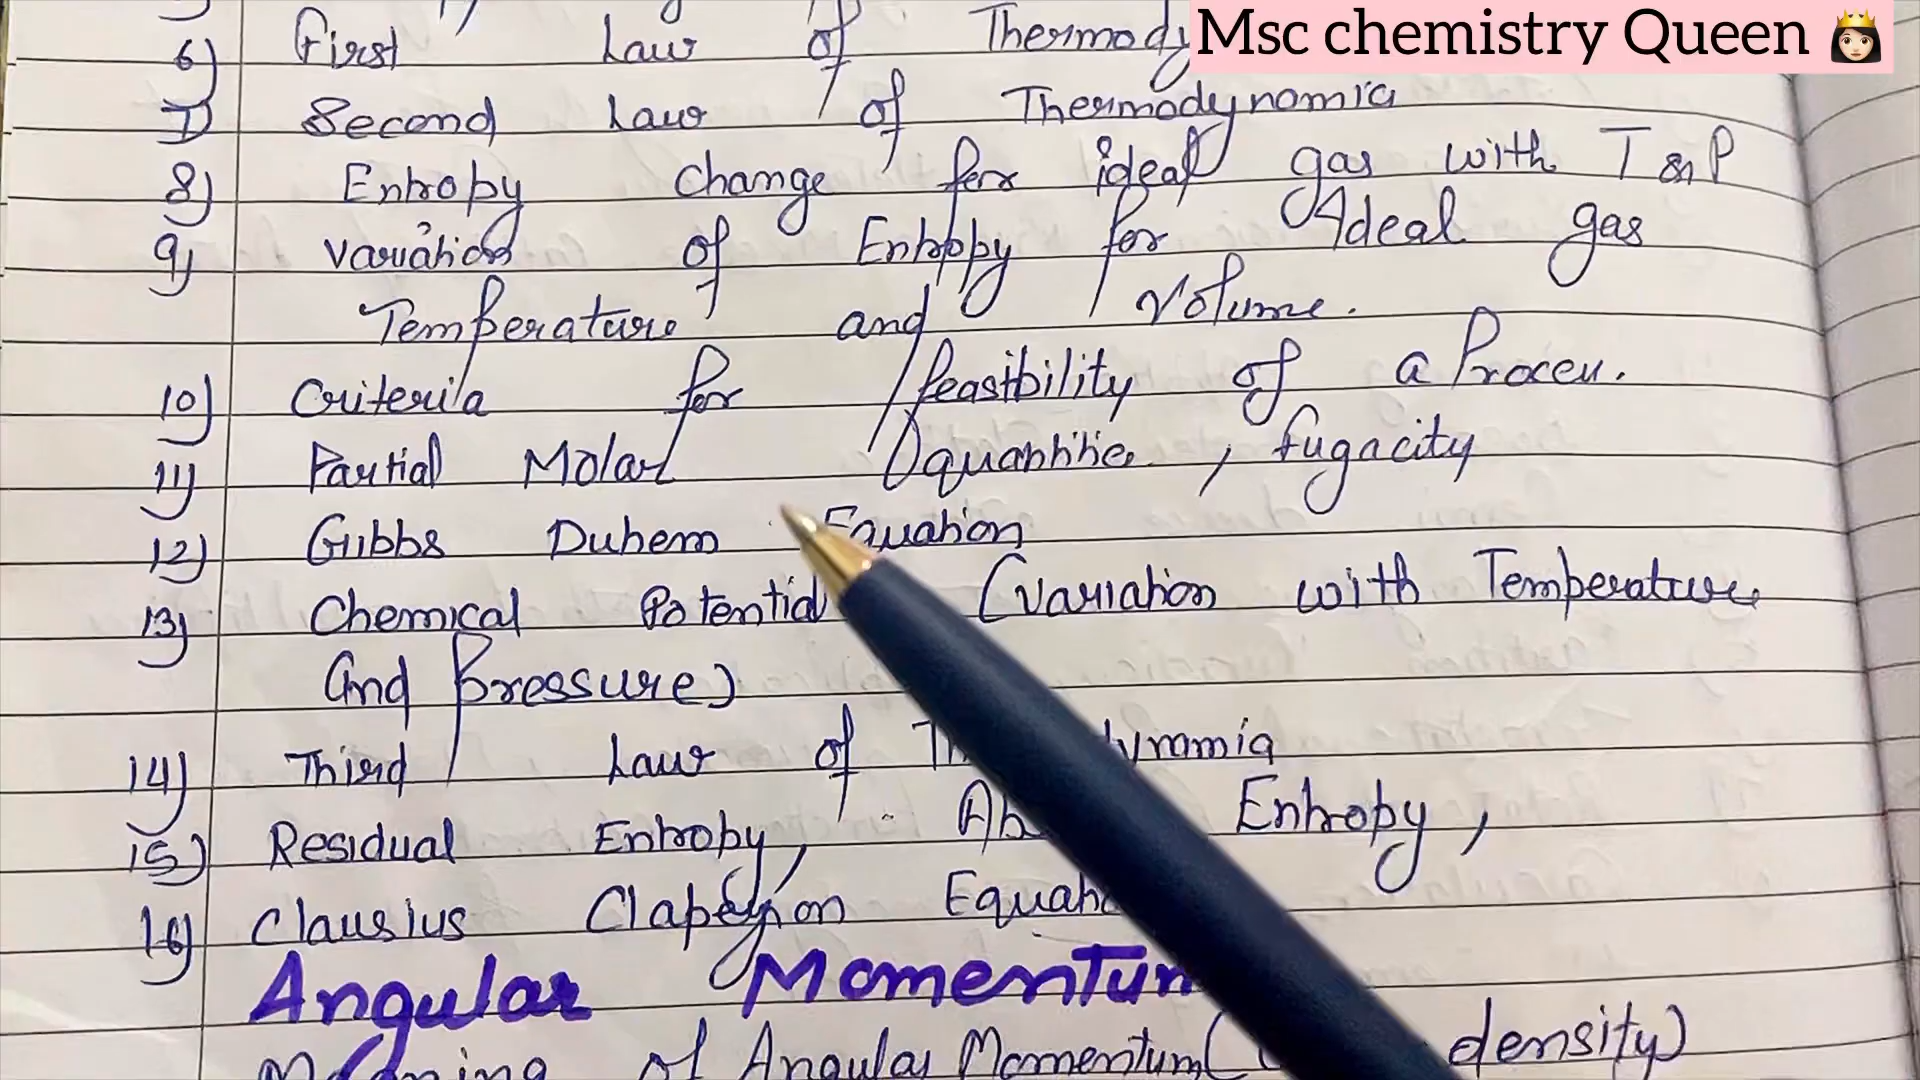 Msc chemistry Queen 👸🏻
6) First Law of Thermody
7) Second Law of Thermodynamics
8) Entropy change for ideal gas with T & P
9) Variation of Entropy for Ideal gas
Temperature and Volume.
10) Criteria for feasibility of a Process.
11) Partial Molar quantities, fugacity
12) Gibbs Duhem Equation
13) Chemical Potential (Variation with Temperature
and pressure)
14) Third Law of
15) Residual Entropy, Entropy,
16) Clausius Clapeyron
Angular Momentum
Meaning of Angular Momentum( density)